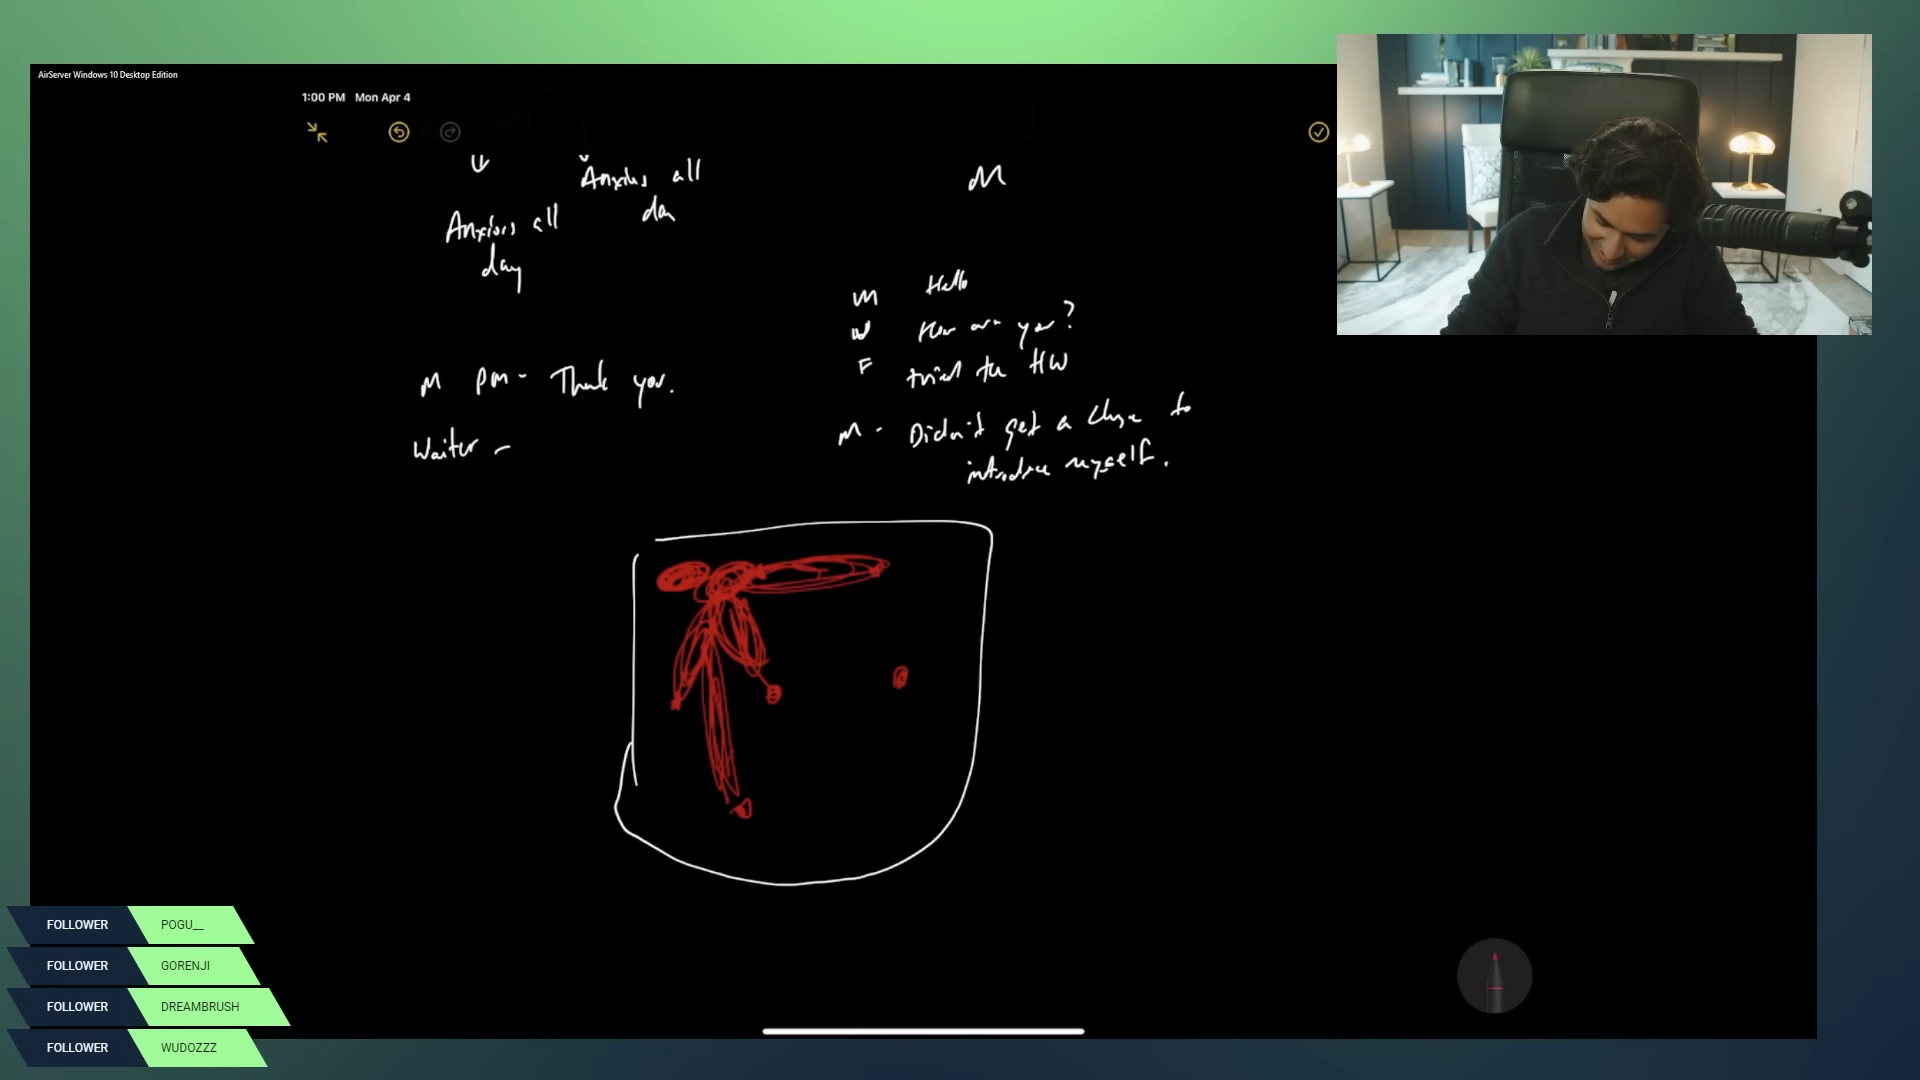 AirServer Windows 10 Desktop Edition
1:00 PM Mon Apr 4
Anxious all
day
Anxious all
day
M
M Hello
W How are you?
F tried the HW
M - Didn't get a chance to
introduce myself.
M pm - Thank you.
Waiter -
FOLLOWER POGU__
FOLLOWER GORENJI
FOLLOWER DREAMBRUSH
FOLLOWER WUDOZZZ